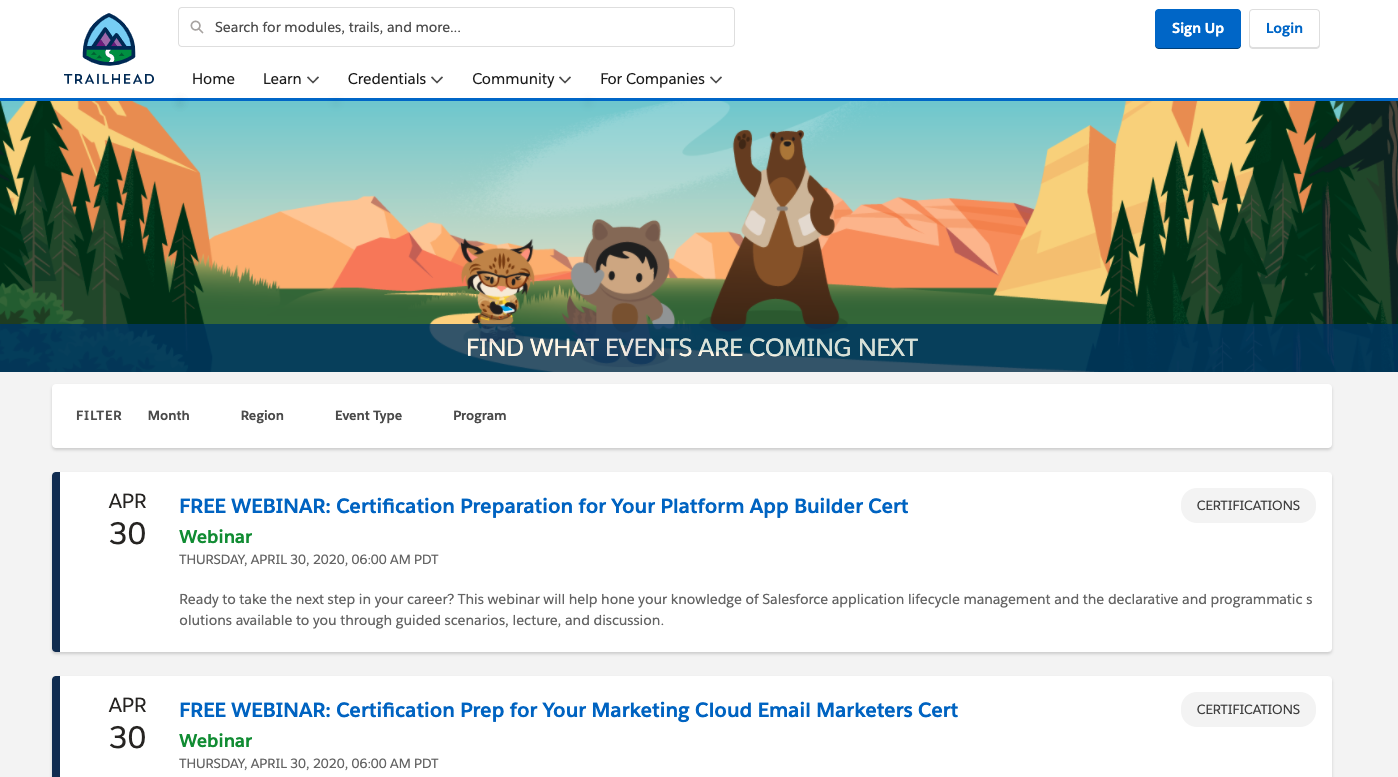 Search for modules, trails, and more...
Sign Up
Login
TRAILHEAD
Home
Learn
Credentials
Community
For Companies
FIND WHAT EVENTS ARE COMING NEXT
FILTER
Month
Region
Event Type
Program
APR
30
FREE WEBINAR: Certification Preparation for Your Platform App Builder Cert
CERTIFICATIONS
Webinar
THURSDAY, APRIL 30, 2020, 06:00 AM PDT
Ready to take the next step in your career? This webinar will help hone your knowledge of Salesforce application lifecycle management and the declarative and programmatic s
olutions available to you through guided scenarios, lecture, and discussion.
APR
30
FREE WEBINAR: Certification Prep for Your Marketing Cloud Email Marketers Cert
CERTIFICATIONS
Webinar
THURSDAY, APRIL 30, 2020, 06:00 AM PDT